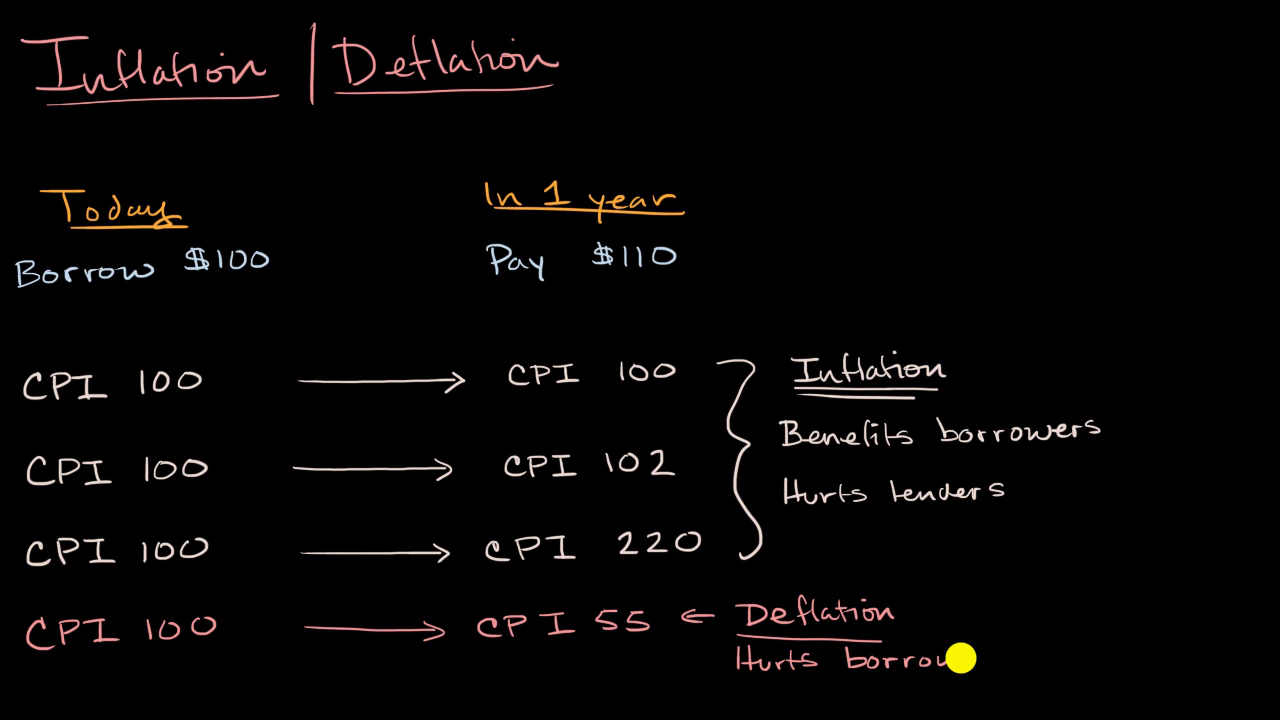 Inflation | Deflation
Today In 1 year
Borrow $100 Pay $110
CPI 100 → CPI 100
CPI 100 → CPI 102
CPI 100 → CPI 220
Inflation
Benefits borrowers
Hurts lenders
CPI 100 → CPI 55 ← Deflation
Hurts borrow